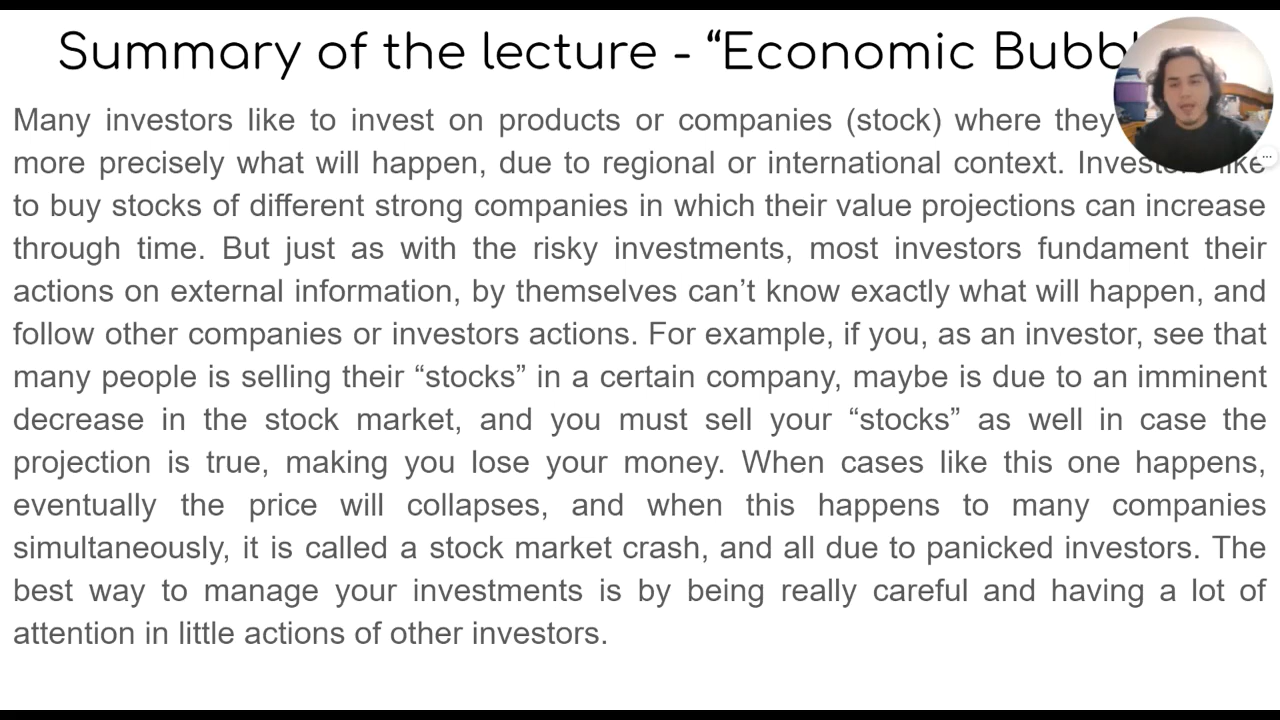 Summary of the lecture - “Economic
Many investors like to invest on products or companies (stock) where they
more precisely what will happen, due to regional or international context. like
to buy stocks of different strong companies in which their value projections can increase
through time. But just as with the risky investments, most investors fundament their
actions on external information, by themselves can’t know exactly what will happen, and
follow other companies or investors actions. For example, if you, as an investor, see that
many people is selling their “stocks” in a certain company, maybe is due to an imminent
decrease in the stock market, and you must sell your “stocks” as well in case the
projection is true, making you lose your money. When cases like this one happens,
eventually the price will collapses, and when this happens to many companies
simultaneously, it is called a stock market crash, and all due to panicked investors. The
best way to manage your investments is by being really careful and having a lot of
attention in little actions of other investors.